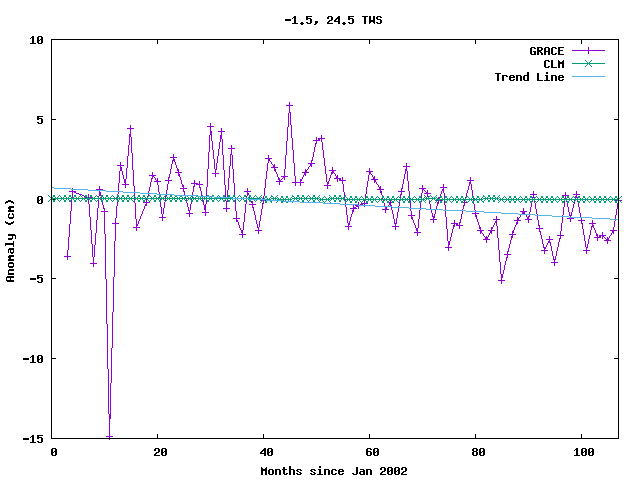 -1.5, 24.5 TWS
GRACE
CLM
Trend Line
10
5
0
-5
-10
-15
Anomaly (cm)
0 20 40 60 80 100
Months since Jan 2002